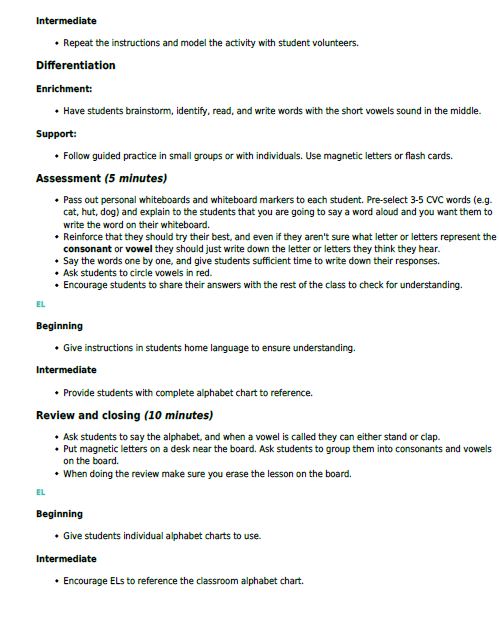 Intermediate
• Repeat the instructions and model the activity with student volunteers.
Differentiation
Enrichment:
• Have students brainstorm, identify, read, and write words with the short vowels sound in the middle.
Support:
• Follow guided practice in small groups or with individuals. Use magnetic letters or flash cards.
Assessment (5 minutes)
• Pass out personal whiteboards and whiteboard markers to each student. Pre-select 3-5 CVC words (e.g.
cat, hut, dog) and explain to the students that you are going to say a word aloud and you want them to
write the word on their whiteboard.
• Reinforce that they should try their best, and even if they aren't sure what letter or letters represent the
consonant or vowel they should just write down the letter or letters they think they hear.
• Say the words one by one, and give students sufficient time to write down their responses.
• Ask students to circle vowels in red.
• Encourage students to share their answers with the rest of the class to check for understanding.
EL
Beginning
• Give instructions in students home language to ensure understanding.
Intermediate
• Provide students with complete alphabet chart to reference.
Review and closing (10 minutes)
• Ask students to say the alphabet, and when a vowel is called they can either stand or clap.
• Put magnetic letters on a desk near the board. Ask students to group them into consonants and vowels
on the board.
• When doing the review make sure you erase the lesson on the board.
EL
Beginning
• Give students individual alphabet charts to use.
Intermediate
• Encourage ELs to reference the classroom alphabet chart.